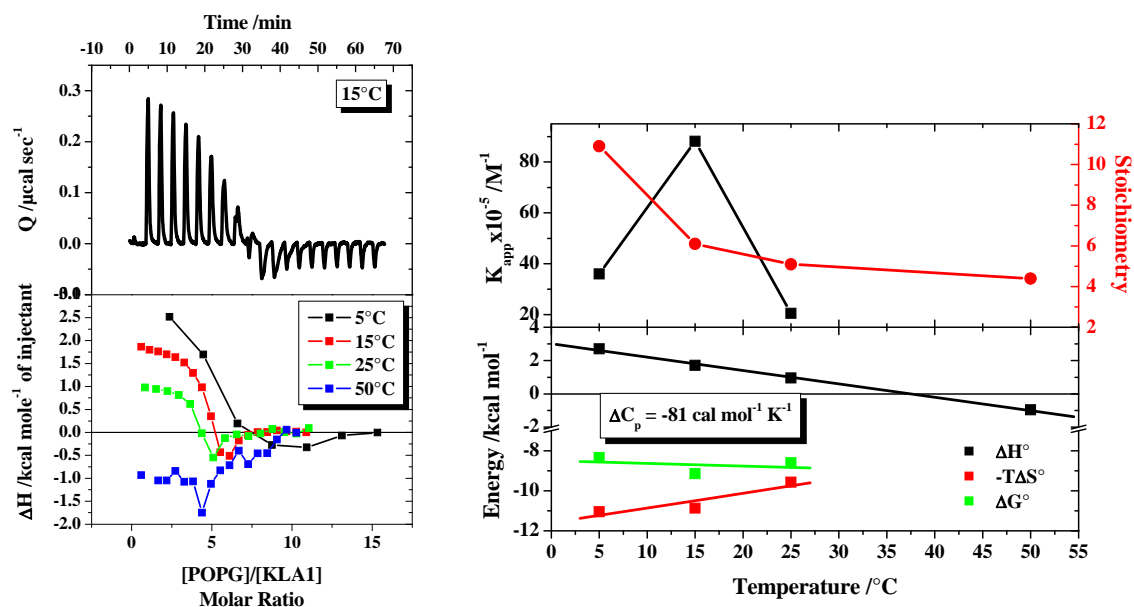 Time /min
-10 0 10 20 30 40 50 60 70
15°C
0.3
0.2
0.1
0.0
-0.1
Q /µcal sec⁻¹
2.5
2.0
1.5
1.0
0.5
0.0
-0.5
-1.0
-1.5
-2.0
ΔH /kcal mole⁻¹ of injectant
5°C
15°C
25°C
50°C
0 5 10 15
[POPG]/[KLA1]
Molar Ratio
80
60
40
20
K_app x10⁻⁵ /M⁻¹
12
10
8
6
4
2
Stoichiometry
4
2
0
-8
-10
-12
Energy /kcal mol⁻¹
ΔC_p = -81 cal mol⁻¹ K⁻¹
ΔH°
-TΔS°
ΔG°
0 5 10 15 20 25 30 35 40 45 50 55
Temperature /°C